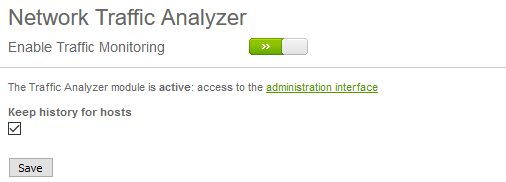 Network Traffic Analyzer
Enable Traffic Monitoring
The Traffic Analyzer module is active: access to the administration interface
Keep history for hosts
Save